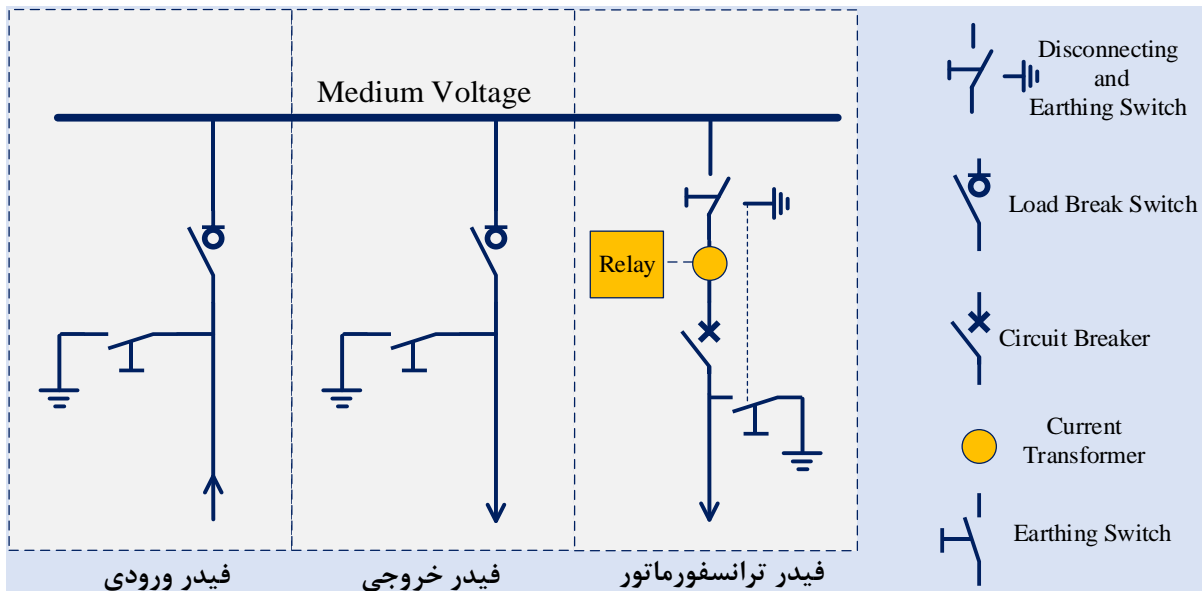 Medium Voltage
Relay
فیدر ورودی
فیدر خروجی
فیدر ترانسفورماتور
Disconnecting
and
Earthing Switch
Load Break Switch
Circuit Breaker
Current
Transformer
Earthing Switch